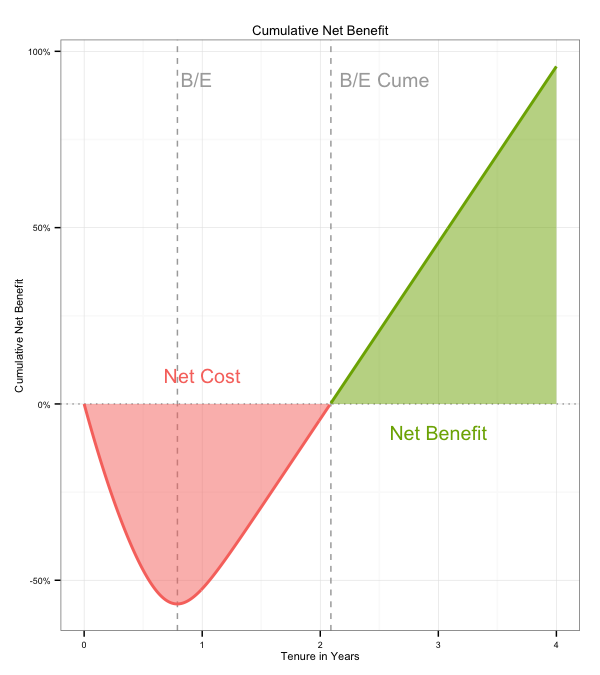 Cumulative Net Benefit
100%
B/E
B/E Cume
50%
Cumulative Net Benefit
Net Cost
0%
Net Benefit
-50%
0
1
2
3
4
Tenure in Years